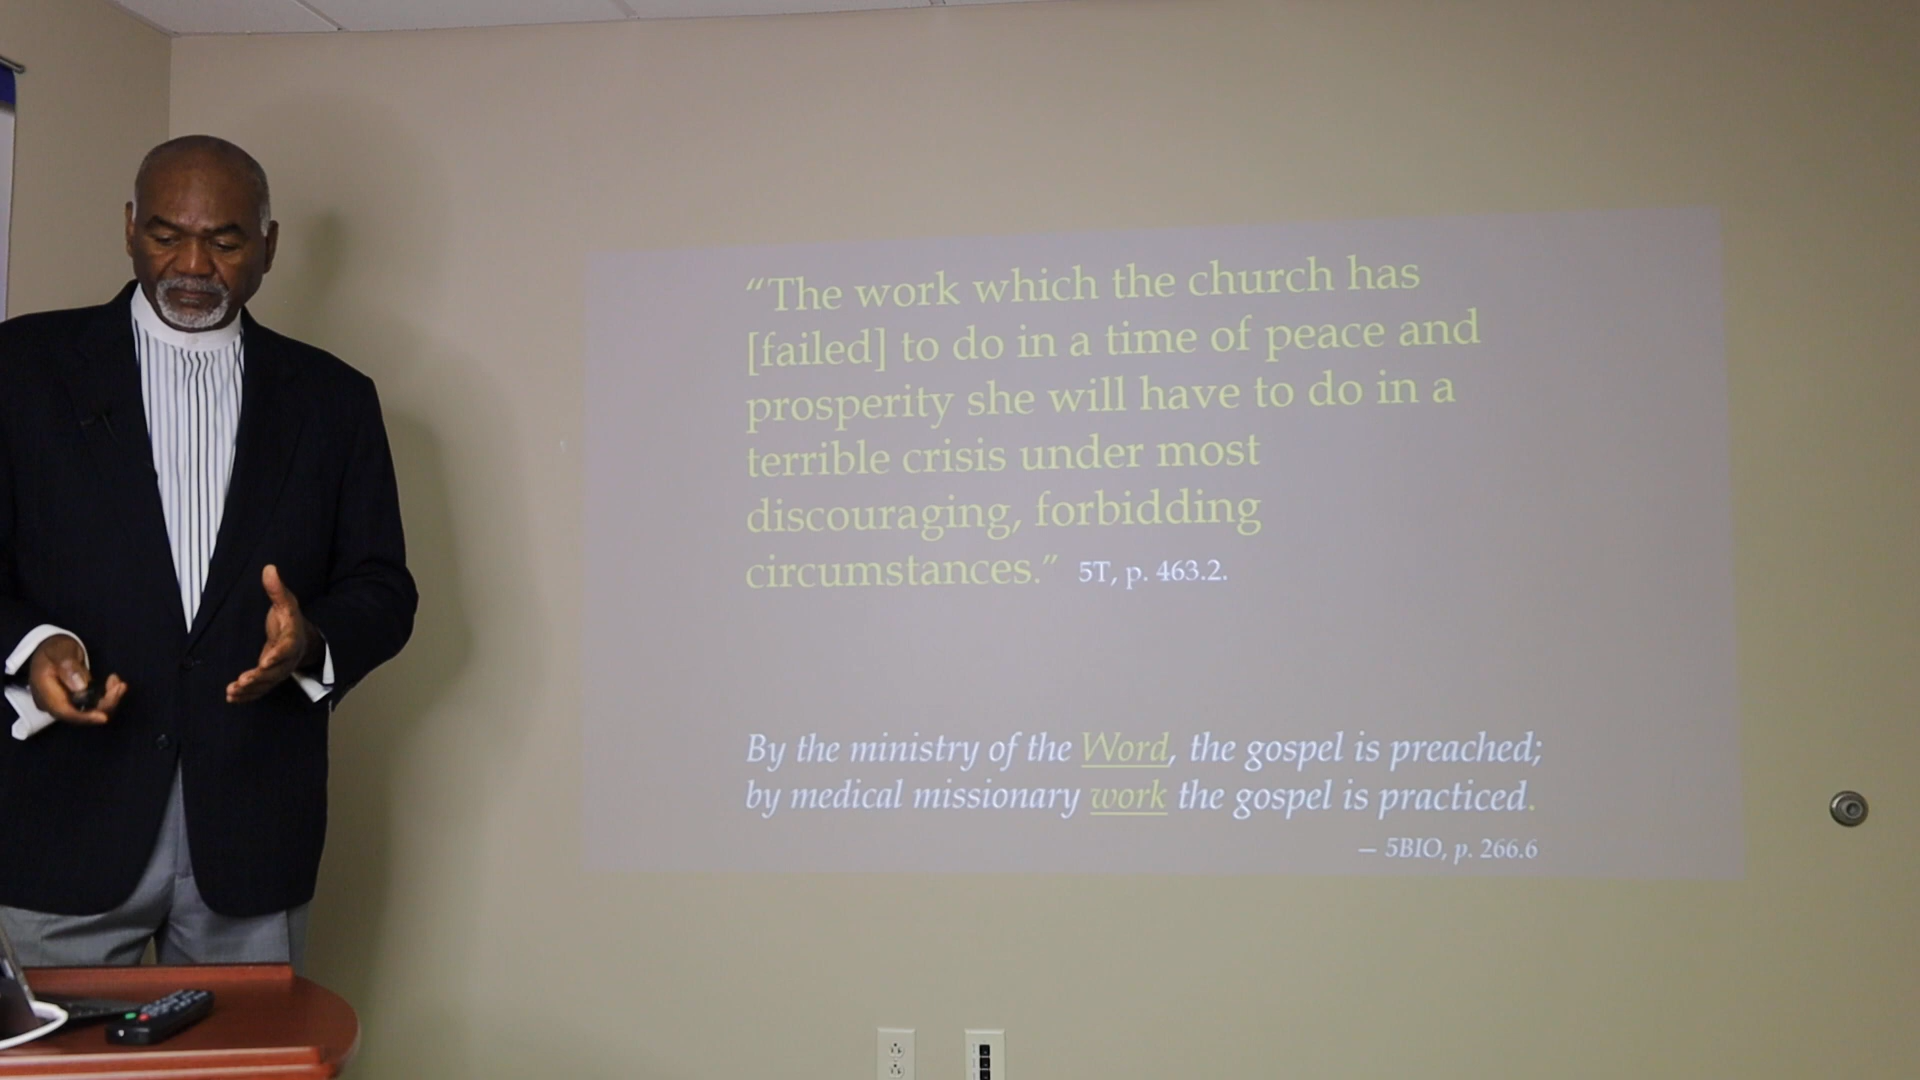 “The work which the church has
[failed] to do in a time of peace and
prosperity she will have to do in a
terrible crisis under most
discouraging, forbidding
circumstances.” 5T, p. 463.2.
By the ministry of the Word, the gospel is preached;
by medical missionary work the gospel is practiced.
— 5BIO, p. 266.6